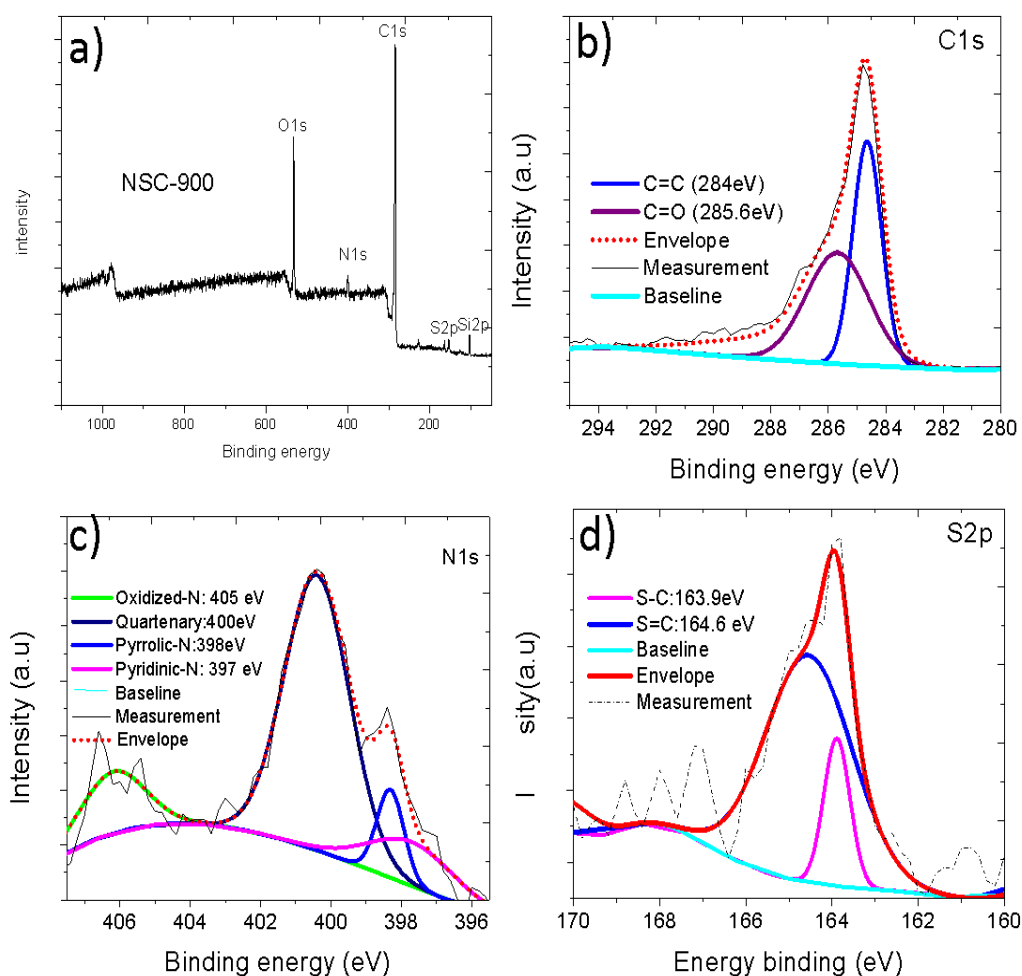 a)
C1s
O1s
NSC-900
N1s
S2p
Si2p
intensity
1000 800 600 400 200
Binding energy
b)
C1s
C=C (284eV)
C=O (285.6eV)
Envelope
Measurement
Baseline
Intensity (a.u)
294 292 290 288 286 284 282 280
Binding energy (eV)
c)
N1s
Oxidized-N: 405 eV
Quartenary:400eV
Pyrrolic-N:398eV
Pyridinic-N: 397 eV
Baseline
Measurement
Envelope
Intensity (a.u
406 404 402 400 398 396
Binding energy (eV)
d)
S2p
S-C:163.9eV
S=C:164.6 eV
Baseline
Envelope
Measurement
I sity(a.u)
170 168 166 164 162 160
Energy binding (eV)